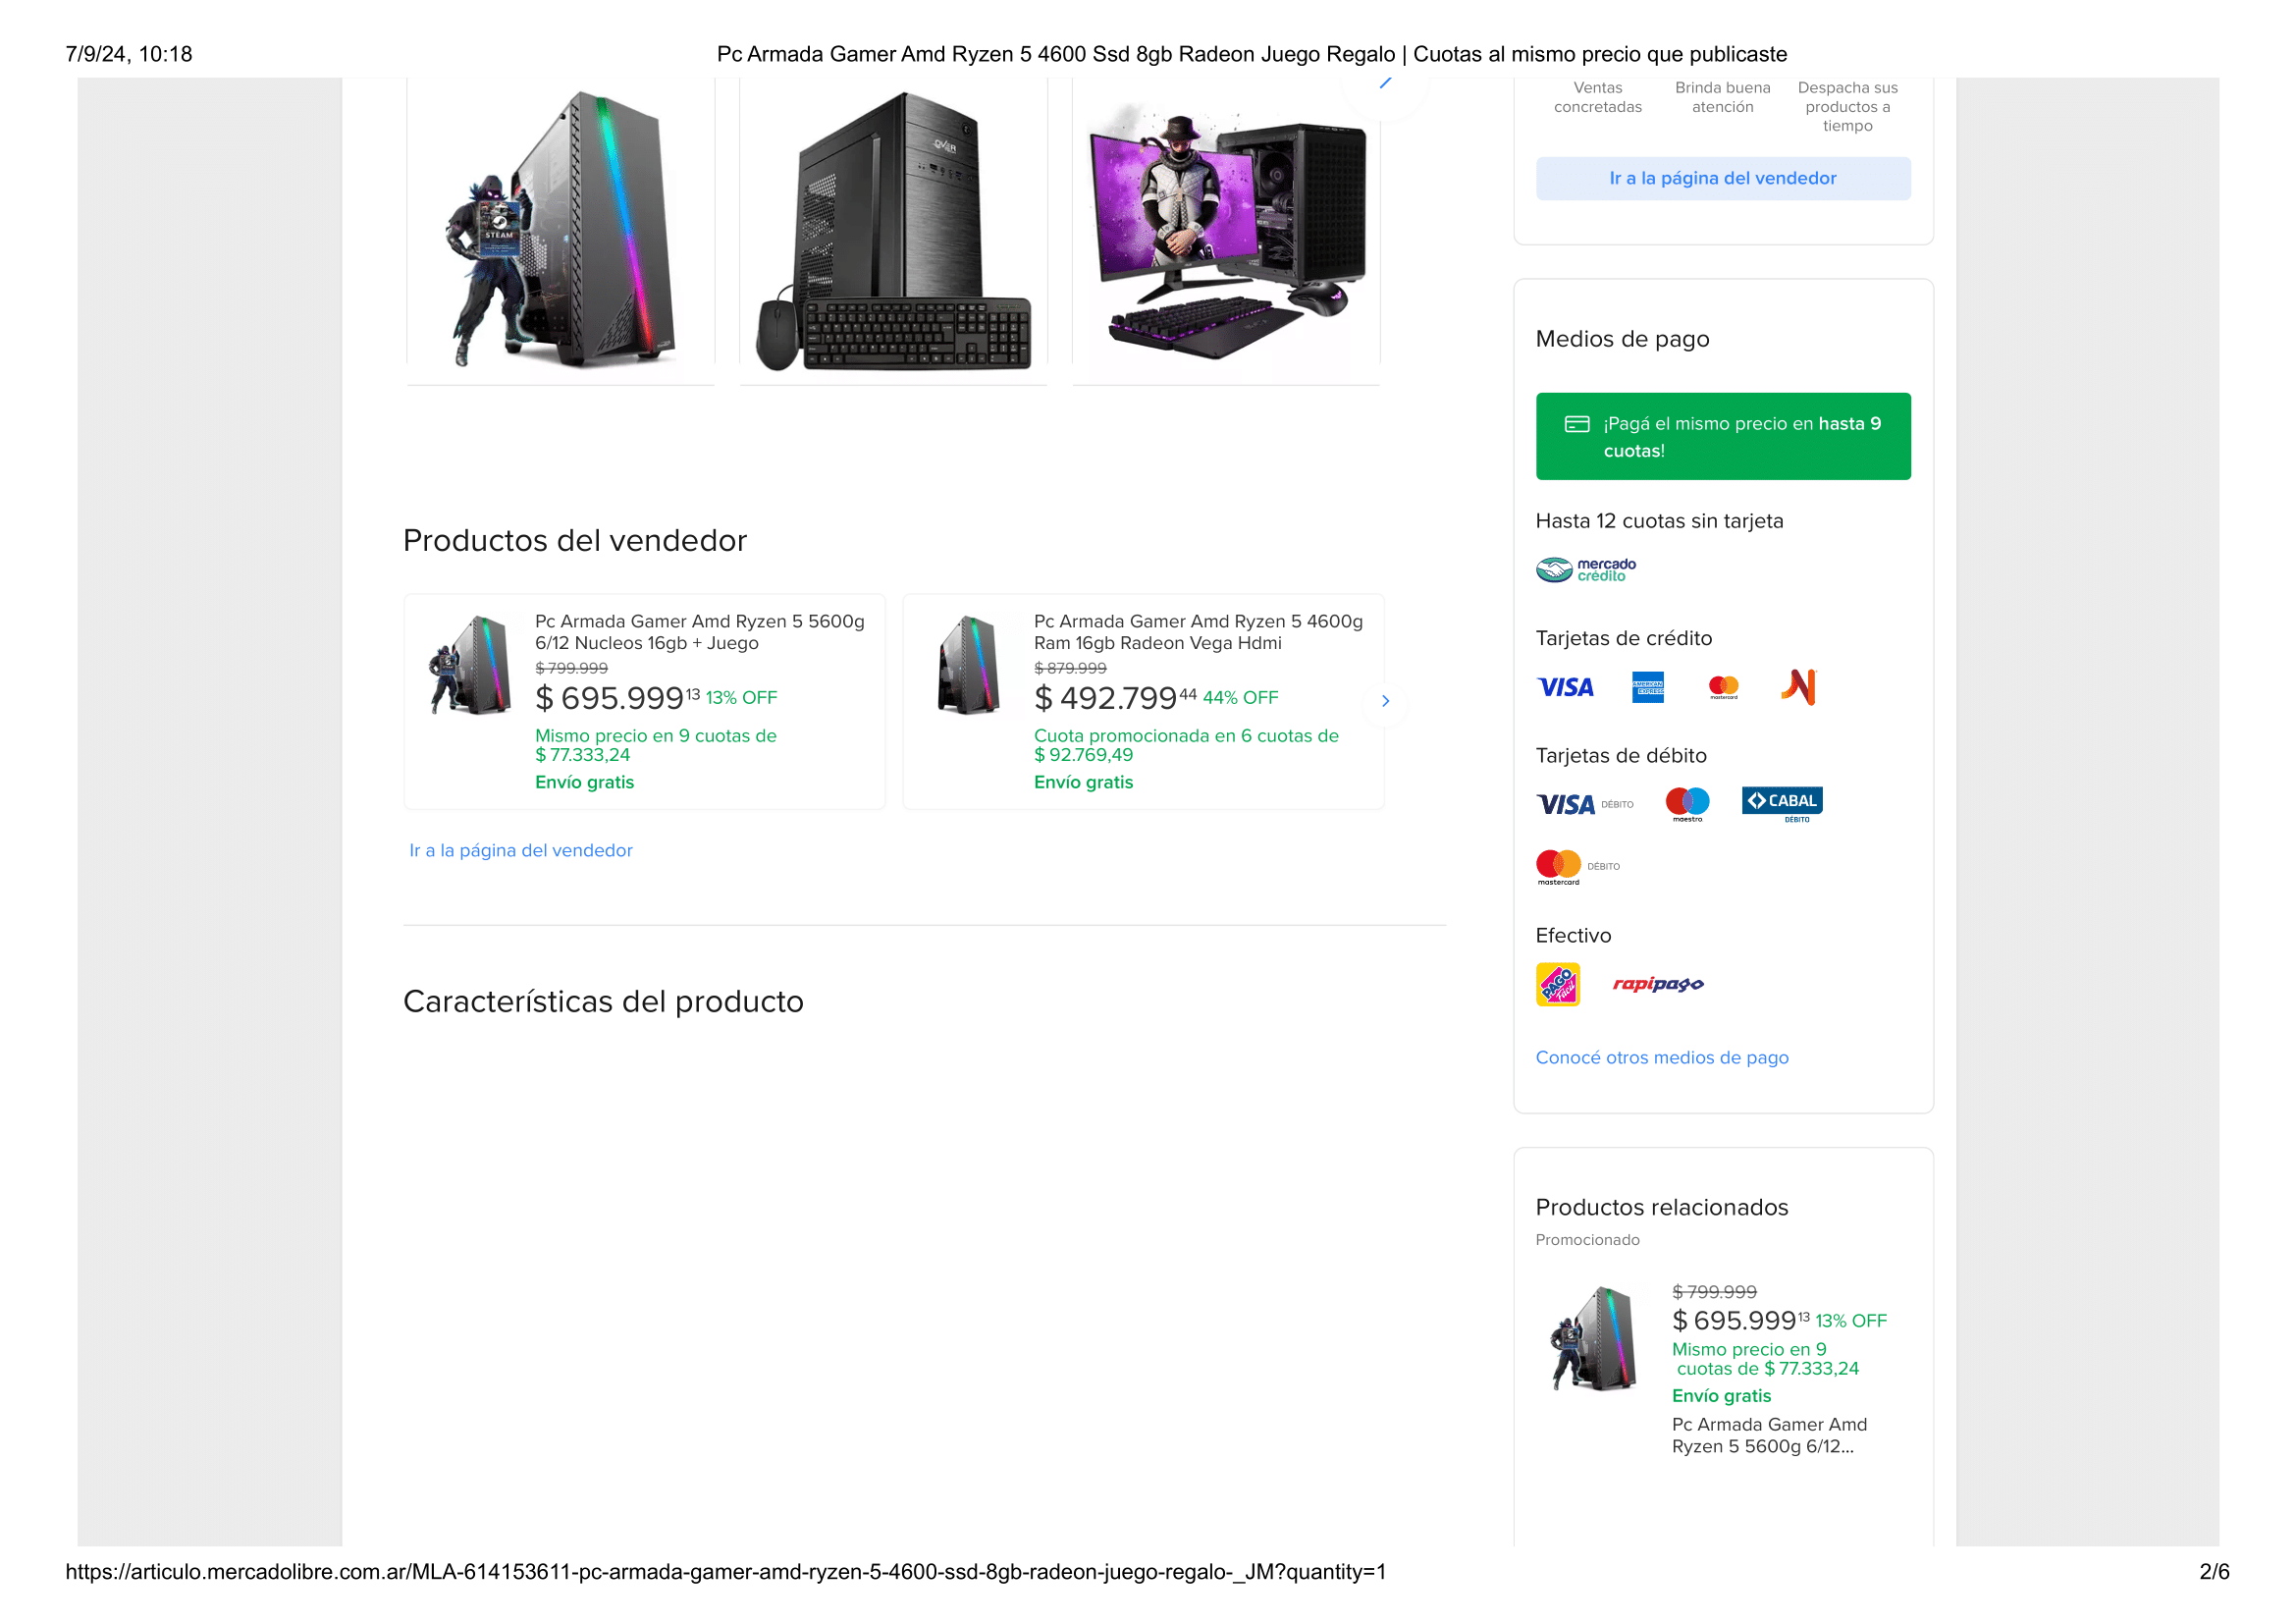 7/9/24, 10:18
Pc Armada Gamer Amd Ryzen 5 4600 Ssd 8gb Radeon Juego Regalo | Cuotas al mismo precio que publicaste
STEAM
OVER
Productos del vendedor
Pc Armada Gamer Amd Ryzen 5 5600g
6/12 Nucleos 16gb + Juego
$ 799.999
$ 695.999 13 13% OFF
Mismo precio en 9 cuotas de
$ 77.333,24
Envío gratis
Pc Armada Gamer Amd Ryzen 5 4600g
Ram 16gb Radeon Vega Hdmi
$ 879.999
$ 492.799 44 44% OFF
Cuota promocionada en 6 cuotas de
$ 92.769,49
Envío gratis
Ir a la página del vendedor
Características del producto
Ventas
concretadas
Brinda buena
atención
Despacha sus
productos a
tiempo
Ir a la página del vendedor
Medios de pago
¡Pagá el mismo precio en hasta 9
cuotas!
Hasta 12 cuotas sin tarjeta
mercado
crédito
Tarjetas de crédito
VISA
AMERICAN
EXPRESS
mastercard
Tarjetas de débito
VISA DÉBITO
maestro
CABAL
DÉBITO
mastercard
DÉBITO
Efectivo
PAGO
fácil
rapipago
Conocé otros medios de pago
Productos relacionados
Promocionado
$ 799.999
$ 695.999 13 13% OFF
Mismo precio en 9
cuotas de $ 77.333,24
Envío gratis
Pc Armada Gamer Amd
Ryzen 5 5600g 6/12...
https://articulo.mercadolibre.com.ar/MLA-614153611-pc-armada-gamer-amd-ryzen-5-4600-ssd-8gb-radeon-juego-regalo-_JM?quantity=1
2/6